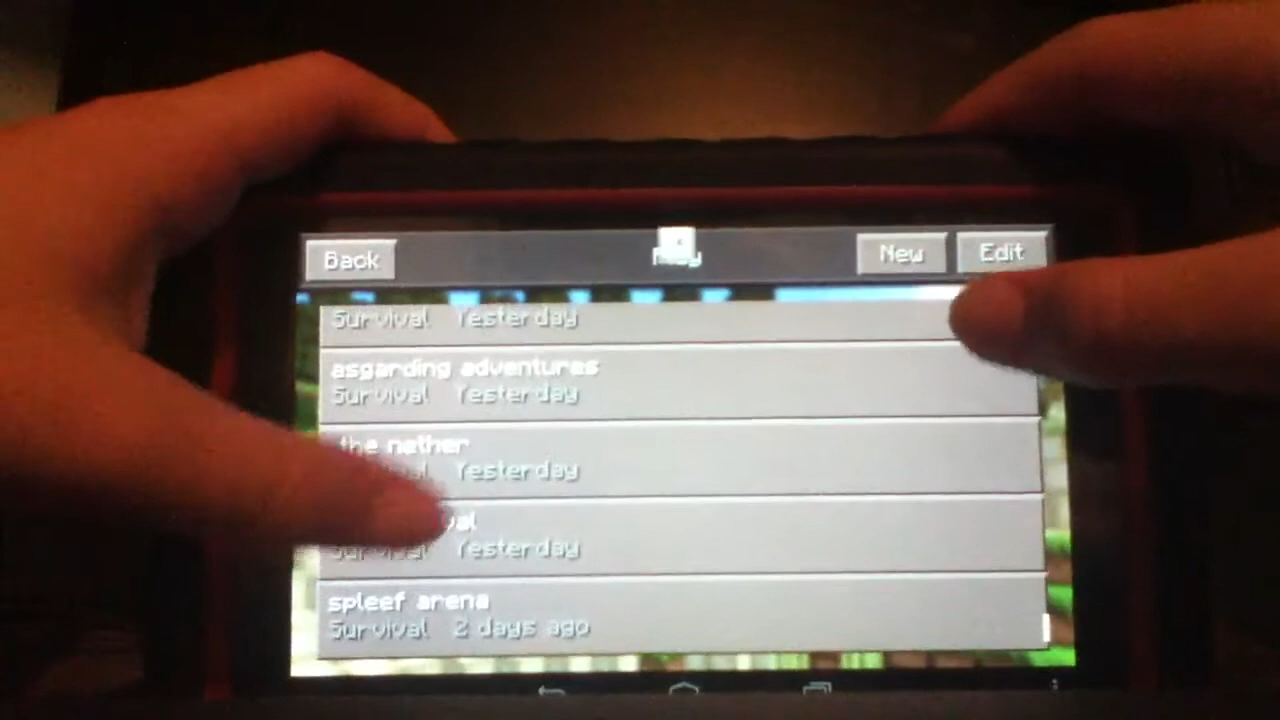 Back
New
Edit
Survival Yesterday
asgarding adventures
Survival Yesterday
the nether
Yesterday
Survival Yesterday
spleef arena
Survival 2 days ago